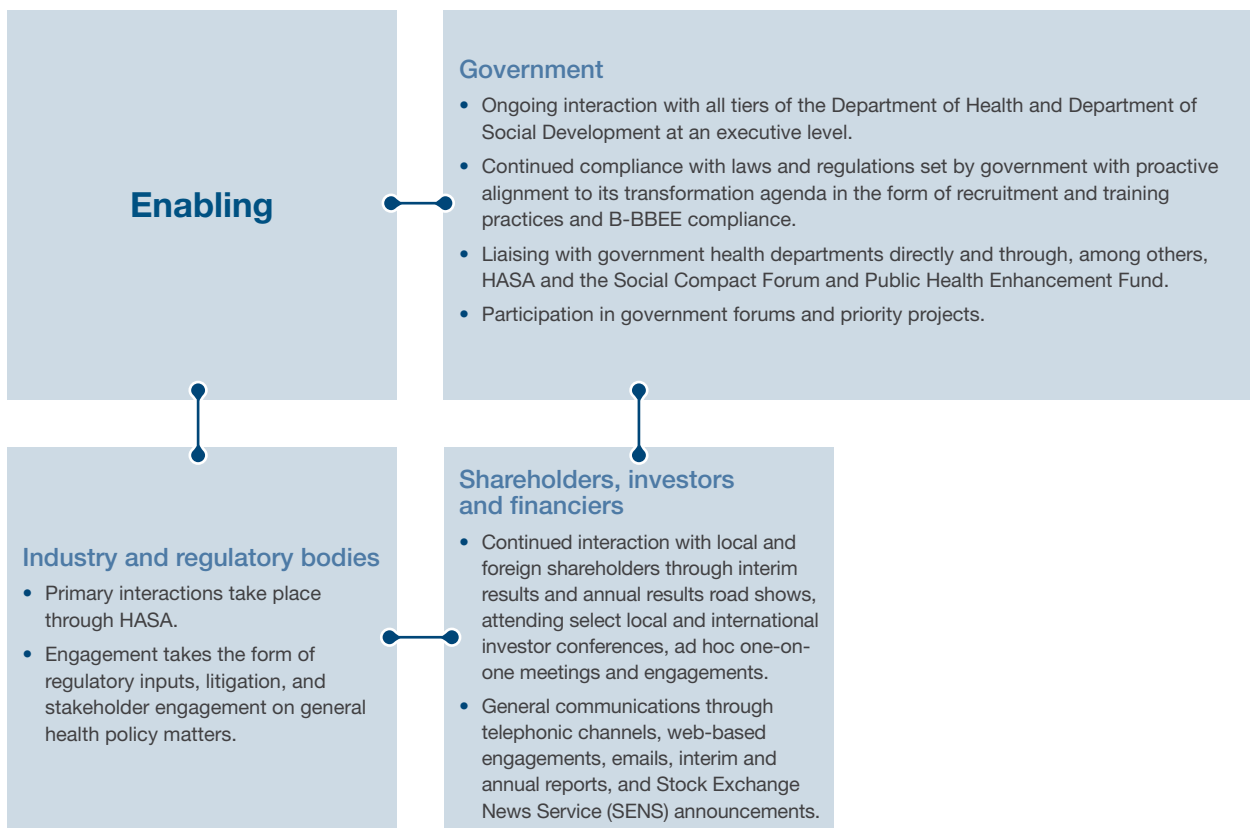 Enabling
Government
• Ongoing interaction with all tiers of the Department of Health and Department of
Social Development at an executive level.
• Continued compliance with laws and regulations set by government with proactive
alignment to its transformation agenda in the form of recruitment and training
practices and B-BBEE compliance.
• Liaising with government health departments directly and through, among others,
HASA and the Social Compact Forum and Public Health Enhancement Fund.
• Participation in government forums and priority projects.
Industry and regulatory bodies
• Primary interactions take place
through HASA.
• Engagement takes the form of
regulatory inputs, litigation, and
stakeholder engagement on general
health policy matters.
Shareholders, investors
and financiers
• Continued interaction with local and
foreign shareholders through interim
results and annual results road shows,
attending select local and international
investor conferences, ad hoc one-on-
one meetings and engagements.
• General communications through
telephonic channels, web-based
engagements, emails, interim and
annual reports, and Stock Exchange
News Service (SENS) announcements.